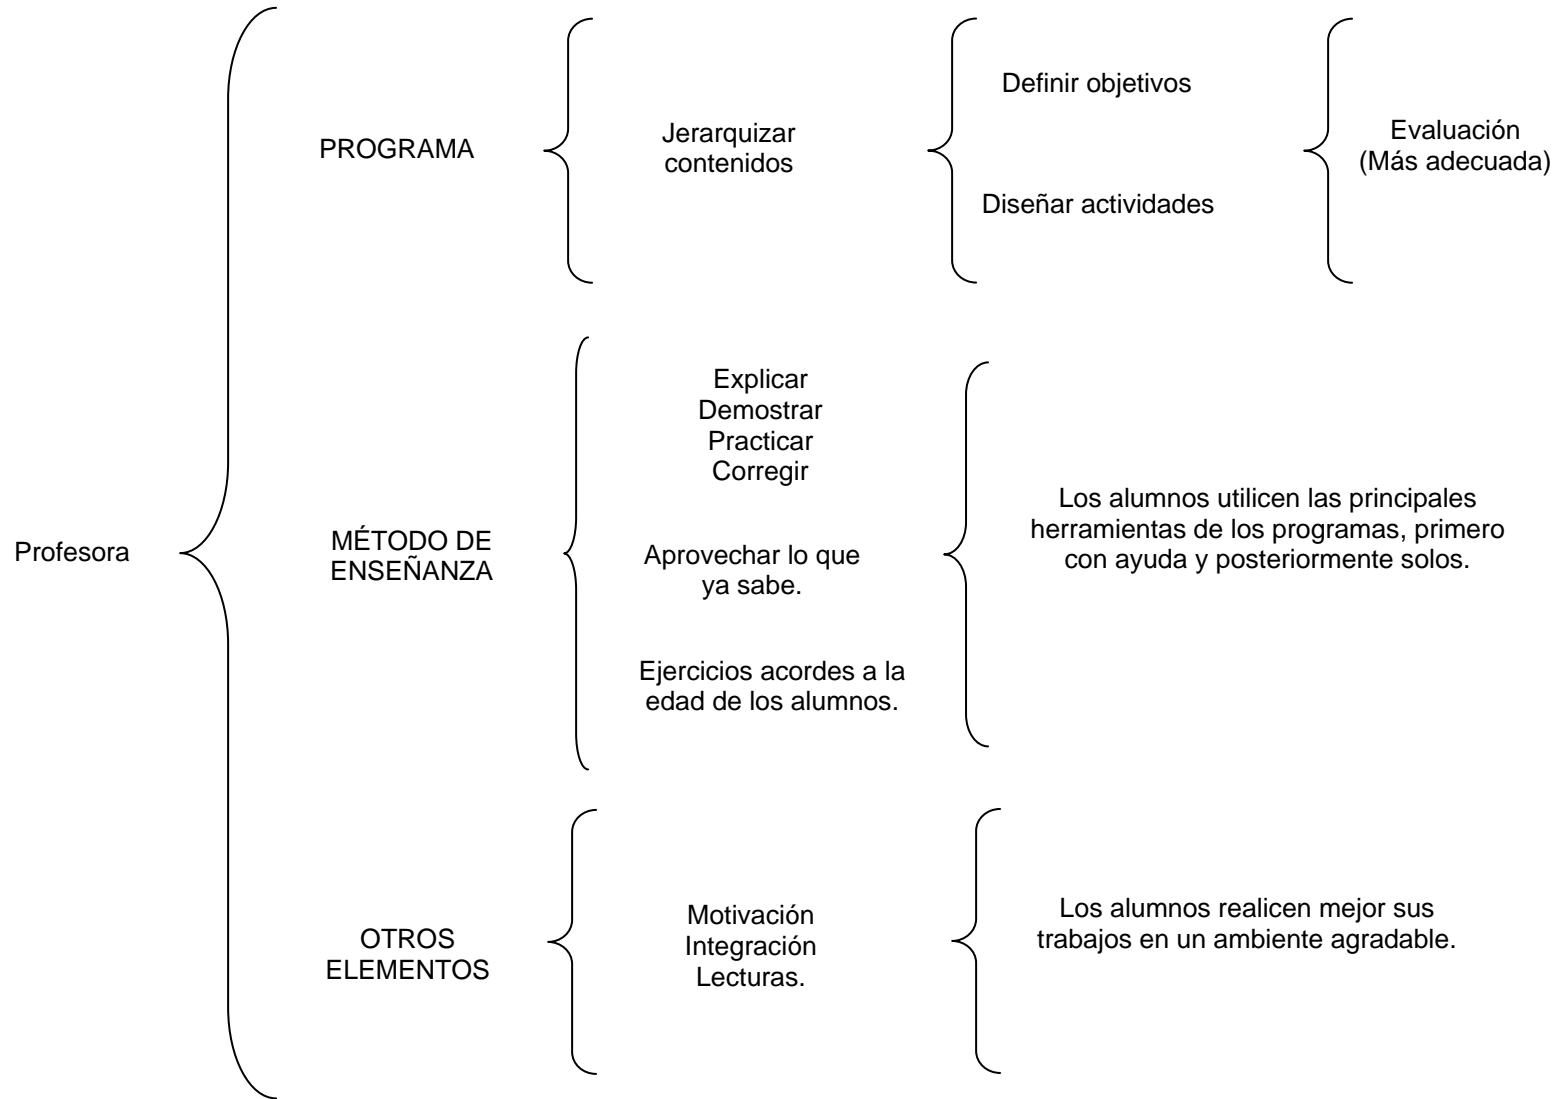 Profesora
PROGRAMA
Jerarquizar
contenidos
Definir objetivos
Diseñar actividades
Evaluación
(Más adecuada)
MÉTODO DE
ENSEÑANZA
Explicar
Demostrar
Practicar
Corregir
Aprovechar lo que
ya sabe.
Ejercicios acordes a la
edad de los alumnos.
Los alumnos utilicen las principales
herramientas de los programas, primero
con ayuda y posteriormente solos.
OTROS
ELEMENTOS
Motivación
Integración
Lecturas.
Los alumnos realicen mejor sus
trabajos en un ambiente agradable.